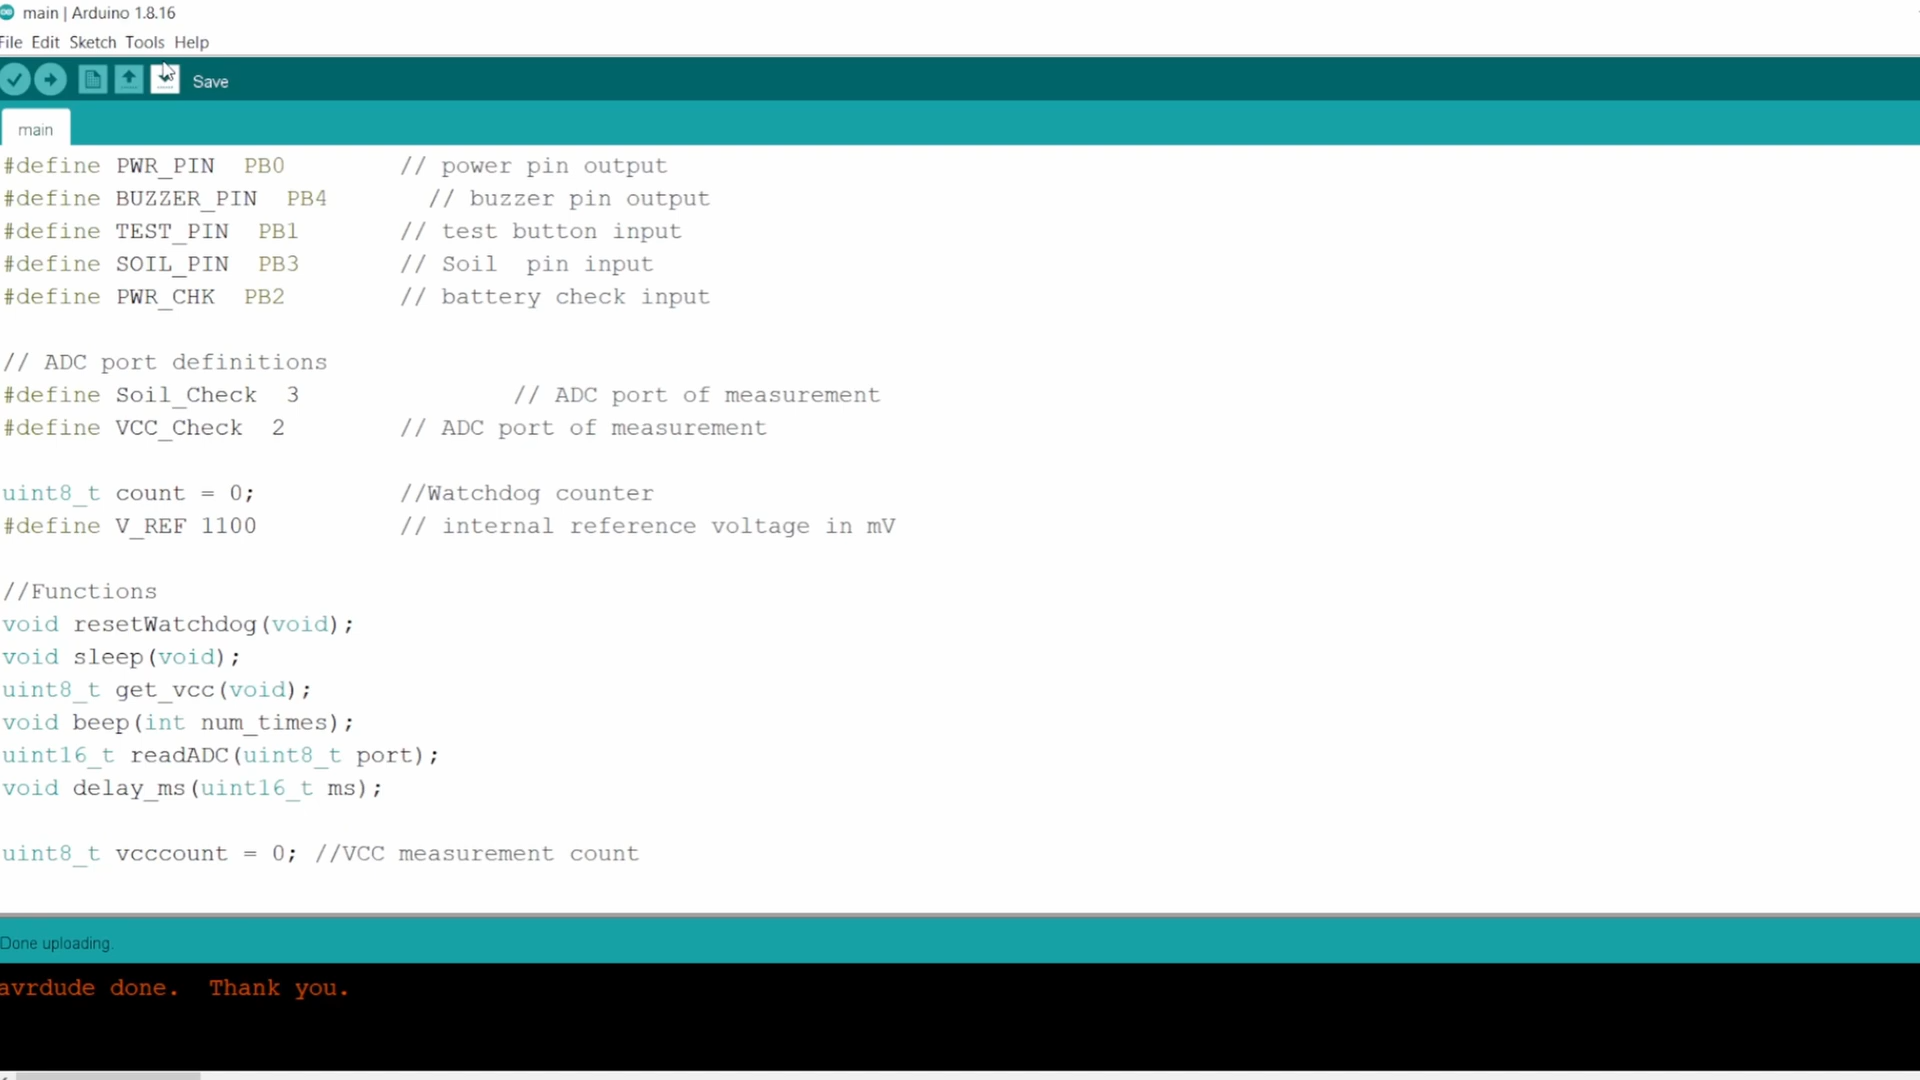 main | Arduino 1.8.16
File Edit Sketch Tools Help
Save
main
#define PWR_PIN  PB0        // power pin output
#define BUZZER_PIN  PB4       // buzzer pin output
#define TEST_PIN  PB1       // test button input
#define SOIL_PIN  PB3       // Soil  pin input
#define PWR_CHK  PB2        // battery check input
// ADC port definitions
#define Soil_Check  3               // ADC port of measurement
#define VCC_Check  2        // ADC port of measurement
uint8_t count = 0;          //Watchdog counter
#define V_REF 1100          // internal reference voltage in mV
//Functions
void resetWatchdog(void);
void sleep(void);
uint8_t get_vcc(void);
void beep(int num_times);
uint16_t readADC(uint8_t port);
void delay_ms(uint16_t ms);
uint8_t vcccount = 0; //VCC measurement count
Done uploading.
avrdude done.  Thank you.